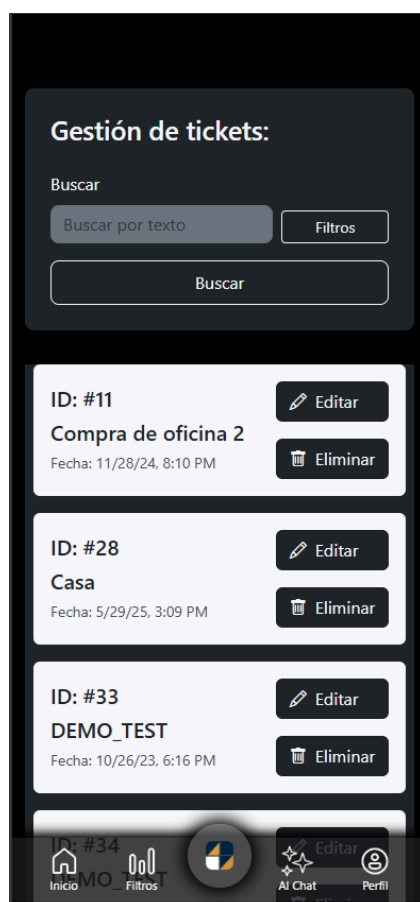 Gestión de tickets:
Buscar
Buscar por texto
Filtros
Buscar
ID: #11
Editar
Compra de oficina 2
Fecha: 11/28/24, 8:10 PM
Eliminar
ID: #28
Editar
Casa
Fecha: 5/29/25, 3:09 PM
Eliminar
ID: #33
Editar
DEMO_TEST
Fecha: 10/26/23, 6:16 PM
Eliminar
ID: #34
Editar
DEMO_TEST
Inicio
Filtros
AI Chat
Perfil